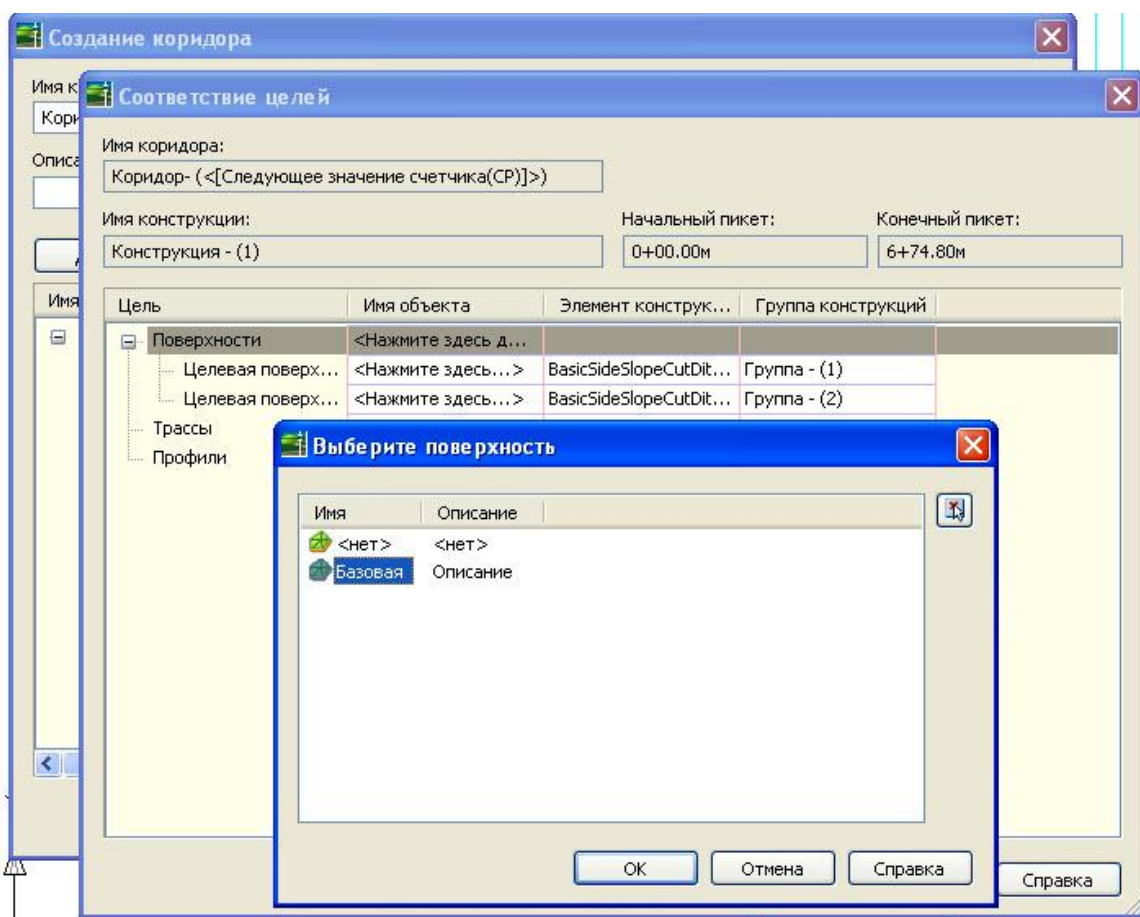 Создание коридора
Имя к
Кори
Описа
Имя
Соответствие целей
Имя коридора:
Коридор- (<[Следующее значение счетчика(CP)]>)
Имя конструкции: Начальный пикет: Конечный пикет:
Конструкция - (1) 0+00.00м 6+74.80м
Цель Имя объекта Элемент конструк... Группа конструкций
Поверхности <Нажмите здесь д...
Целевая поверх... <Нажмите здесь...> BasicSideSlopeCutDit... Группа - (1)
Целевая поверх... <Нажмите здесь...> BasicSideSlopeCutDit... Группа - (2)
Трассы
Профили
Выберите поверхность
Имя Описание
<нет> <нет>
Базовая Описание
ОК Отмена Справка
Справка